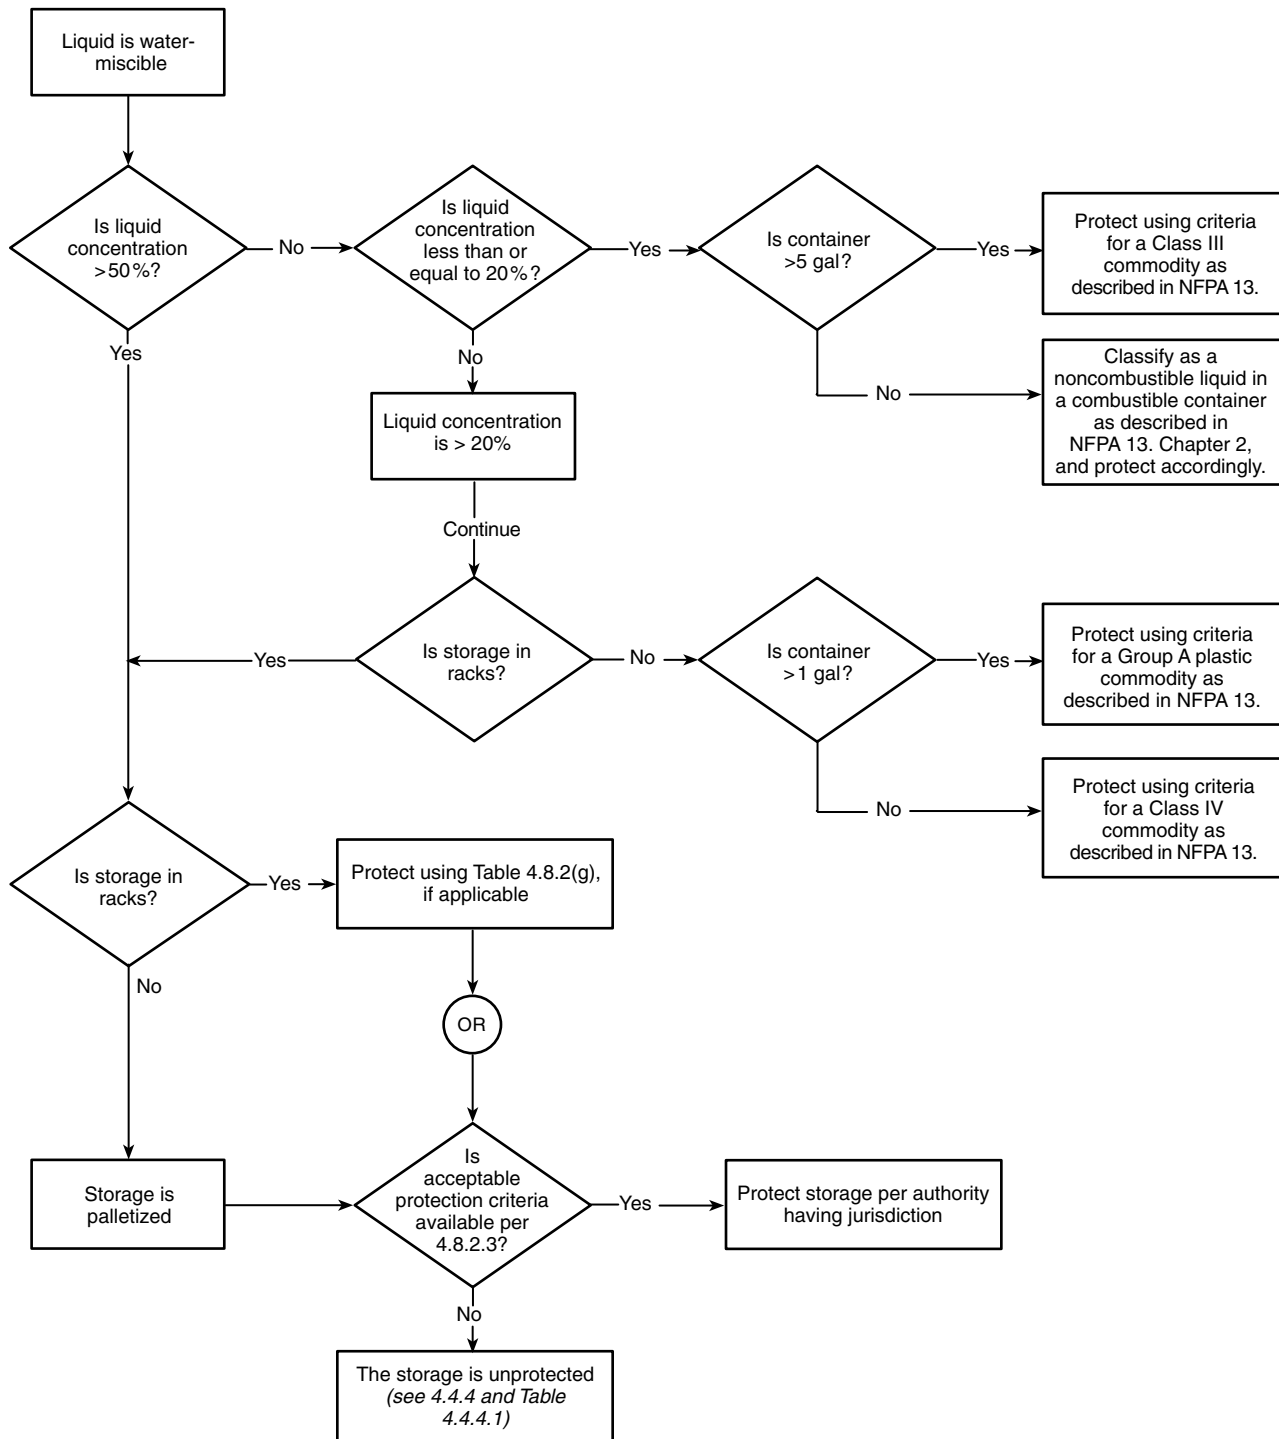 Liquid is water-
miscible
Is liquid
concentration
>50%?
No
Is liquid
concentration
less than or
equal to 20%?
Yes
Is container
>5 gal?
Yes
Protect using criteria
for a Class III
commodity as
described in NFPA 13.
Yes
No
No
Classify as a
noncombustible liquid in
a combustible container
as described in
NFPA 13. Chapter 2,
and protect accordingly.
Liquid concentration
is > 20%
Continue
Yes
Is storage in
racks?
No
Is container
>1 gal?
Yes
Protect using criteria
for a Group A plastic
commodity as
described in NFPA 13.
No
Protect using criteria
for a Class IV
commodity as
described in NFPA 13.
Is storage in
racks?
Yes
Protect using Table 4.8.2(g),
if applicable
No
OR
Storage is
palletized
Is
acceptable
protection criteria
available per
4.8.2.3?
Yes
Protect storage per authority
having jurisdiction
No
The storage is unprotected
(see 4.4.4 and Table
4.4.4.1)